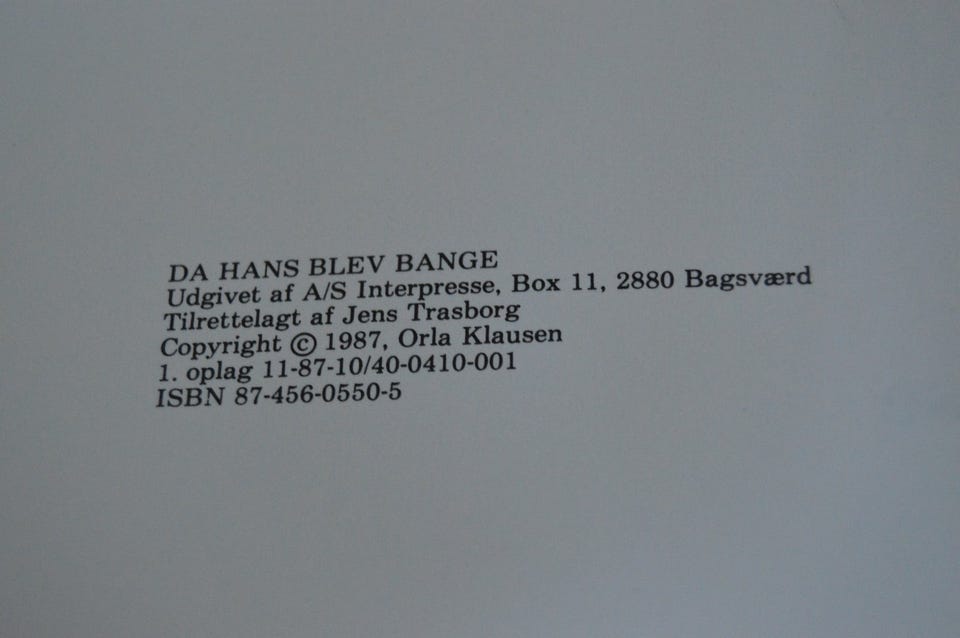 DA HANS BLEV BANGE
Udgivet af A/S Interpresse, Box 11, 2880 Bagsværd
Tilrettelagt af Jens Trasborg
Copyright © 1987, Orla Klausen
1. oplag 11-87-10/40-0410-001
ISBN 87-456-0550-5